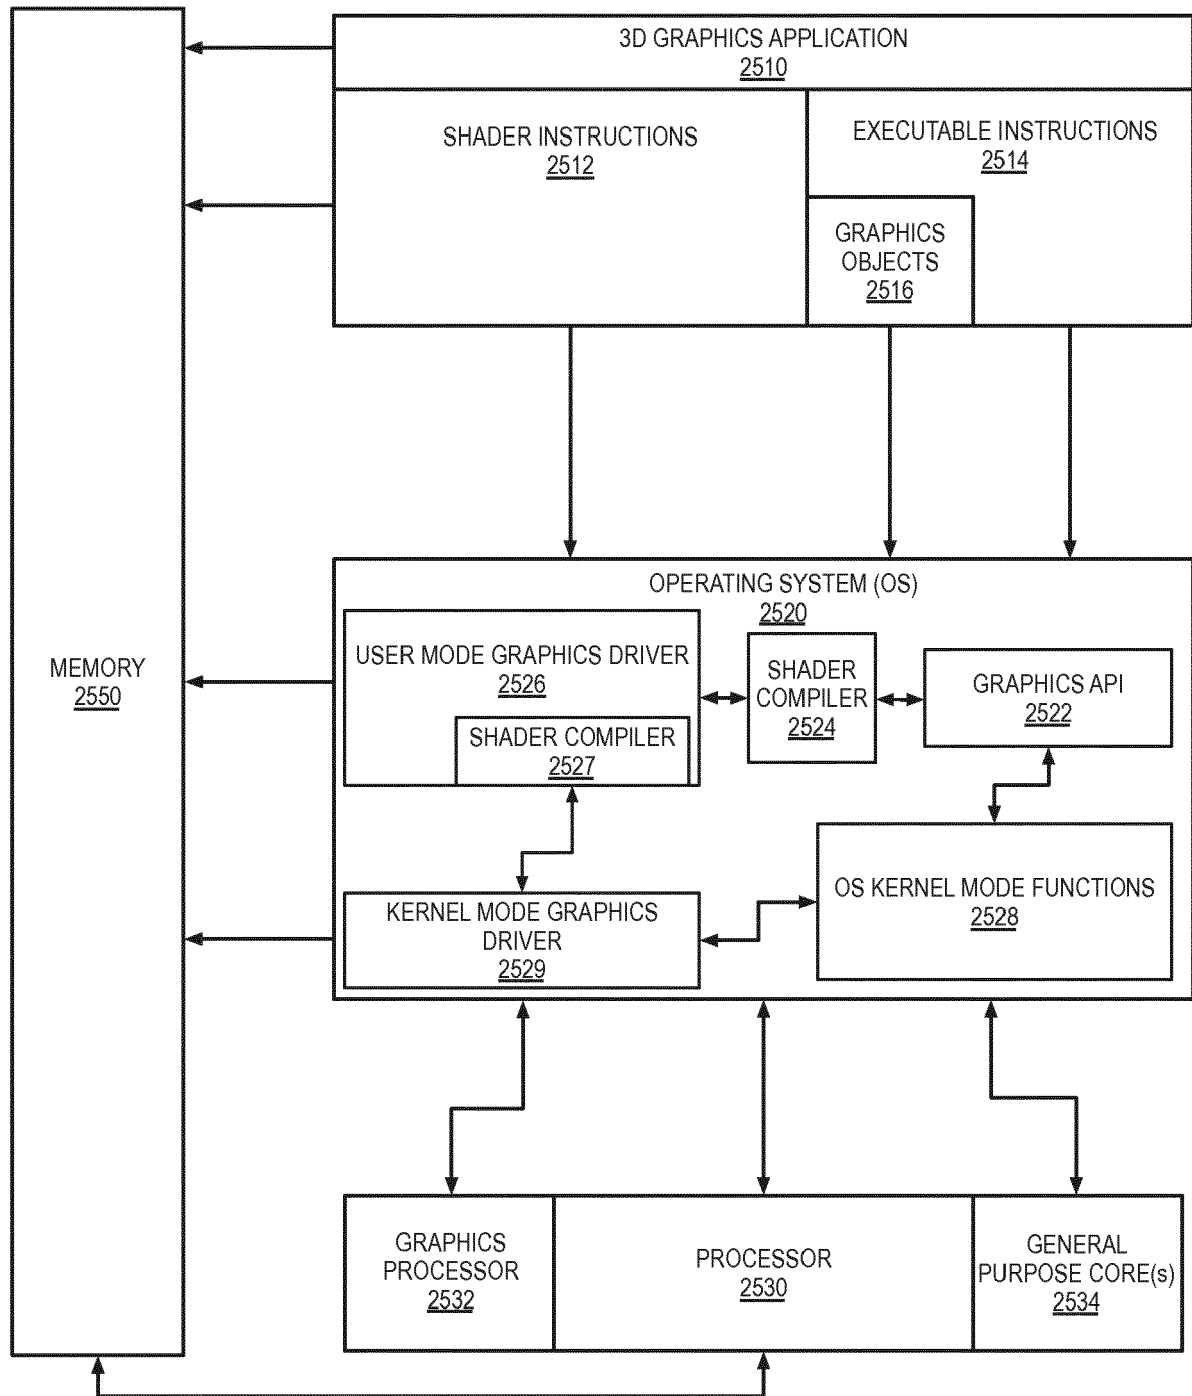 3D GRAPHICS APPLICATION
2510
SHADER INSTRUCTIONS
2512
EXECUTABLE INSTRUCTIONS
2514
GRAPHICS
OBJECTS
2516
OPERATING SYSTEM (OS)
2520
USER MODE GRAPHICS DRIVER
2526
SHADER COMPILER
2527
SHADER
COMPILER
2524
GRAPHICS API
2522
MEMORY
2550
KERNEL MODE GRAPHICS
DRIVER
2529
OS KERNEL MODE FUNCTIONS
2528
GRAPHICS
PROCESSOR
2532
PROCESSOR
2530
GENERAL
PURPOSE CORE(s)
2534